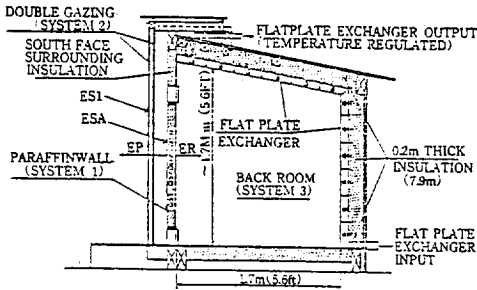 DOUBLE GAZING
(SYSTEM 2)
SOUTH FACE
SURROUNDING
INSULATION
ES1
ESA
EP
ER
PARAFFINWALL
(SYSTEM 1)
FLATPLATE EXCHANGER OUTPUT
(TEMPERATURE REGULATED)
FLAT PLATE
EXCHANGER
~1.7M m (5.6FT)
BACK ROOM
(SYSTEM 3)
0.2m THICK
INSULATION
(7.9m)
FLAT PLATE
EXCHANGER
INPUT
1.7m(5.6ft)